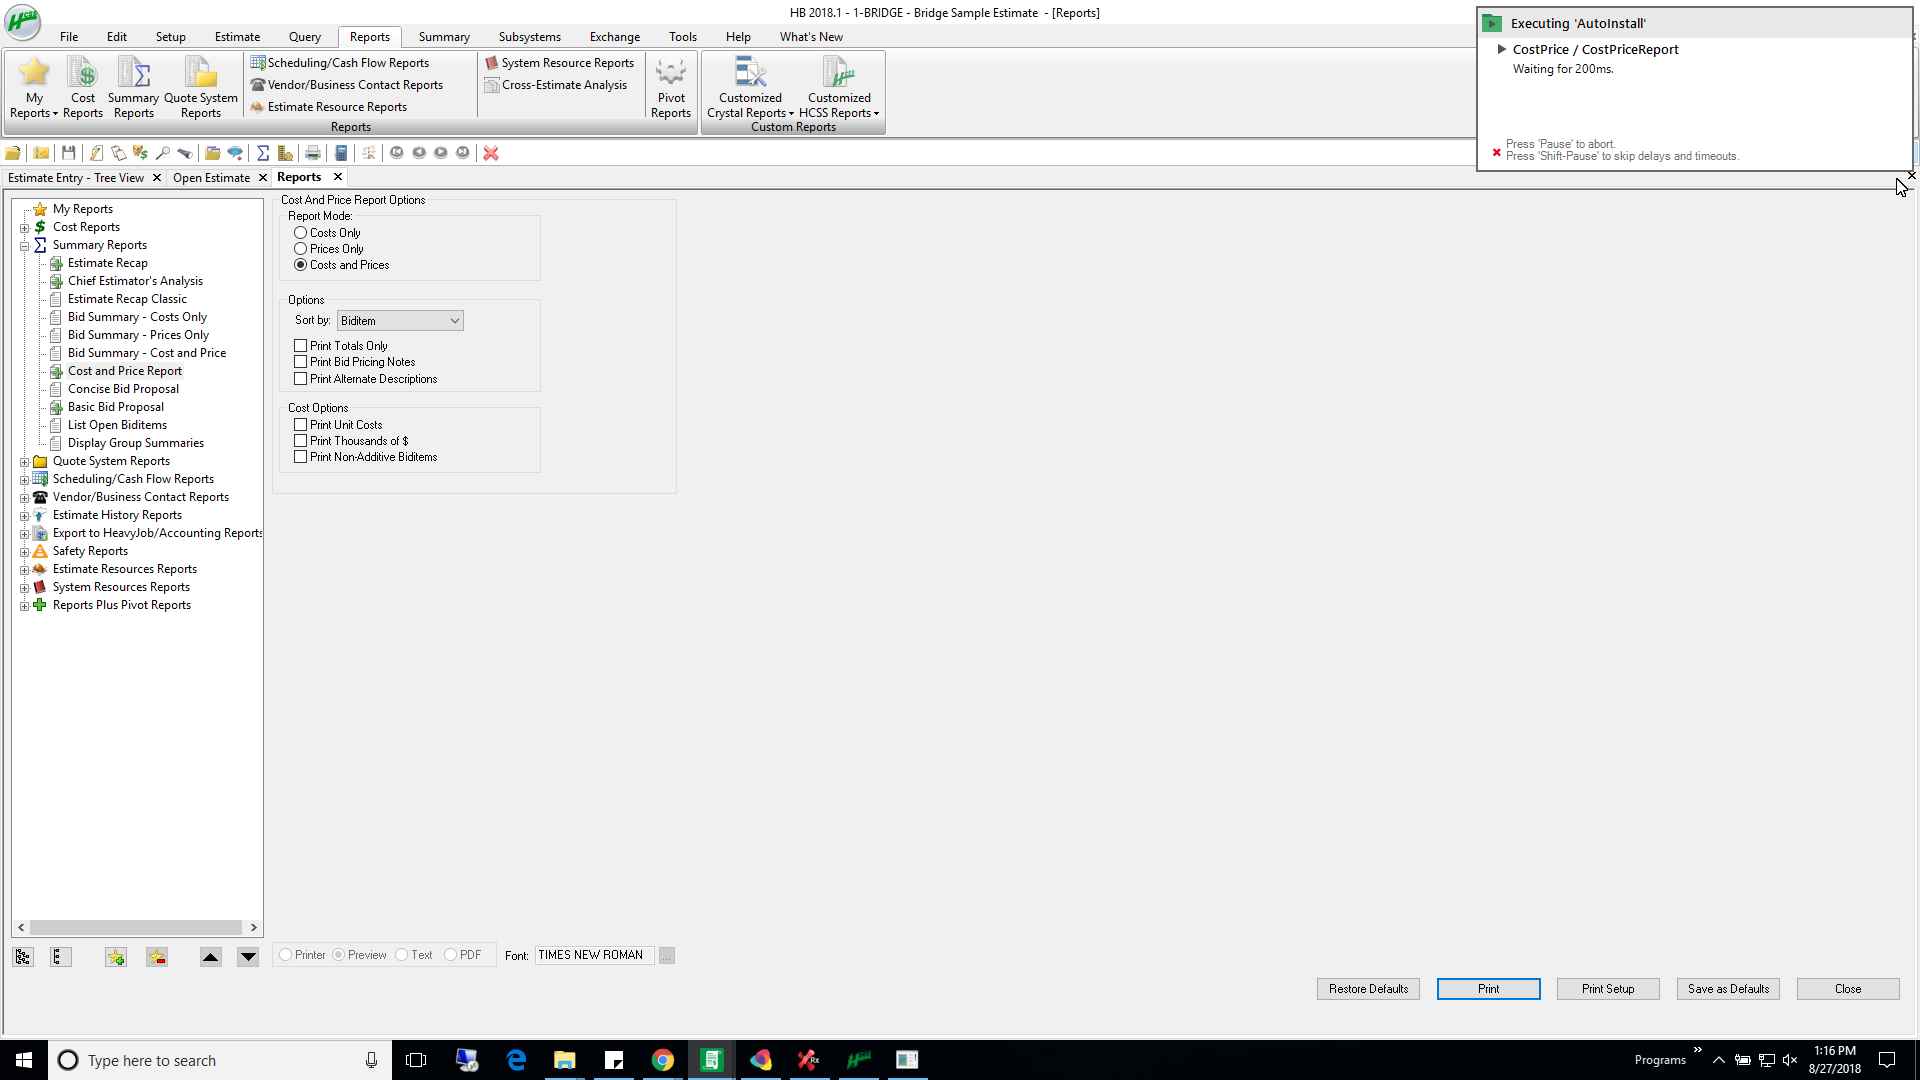 HB 2018.1 - 1-BRIDGE - Bridge Sample Estimate - [Reports]
File Edit Setup Estimate Query Reports Summary Subsystems Exchange Tools Help What's New
My Reports
Cost Reports
Summary Reports
Quote System Reports
Scheduling/Cash Flow Reports
Vendor/Business Contact Reports
Estimate Resource Reports
System Resource Reports
Cross-Estimate Analysis
Pivot Reports
Customized Crystal Reports
Customized HCSS Reports
Reports
Custom Reports
Executing 'AutoInstall'
CostPrice / CostPriceReport
Waiting for 200ms.
Press 'Pause' to abort.
Press 'Shift-Pause' to skip delays and timeouts.
Estimate Entry - Tree View
Open Estimate
Reports
My Reports
Cost Reports
Summary Reports
Estimate Recap
Chief Estimator's Analysis
Estimate Recap Classic
Bid Summary - Costs Only
Bid Summary - Prices Only
Bid Summary - Cost and Price
Cost and Price Report
Concise Bid Proposal
Basic Bid Proposal
List Open Biditems
Display Group Summaries
Quote System Reports
Scheduling/Cash Flow Reports
Vendor/Business Contact Reports
Estimate History Reports
Export to HeavyJob/Accounting Reports
Safety Reports
Estimate Resources Reports
System Resources Reports
Reports Plus Pivot Reports
Cost And Price Report Options
Report Mode:
Costs Only
Prices Only
Costs and Prices
Options
Sort by: Biditem
Print Totals Only
Print Bid Pricing Notes
Print Alternate Descriptions
Cost Options
Print Unit Costs
Print Thousands of $
Print Non-Additive Biditems
Printer Preview Text PDF Font: TIMES NEW ROMAN ...
Restore Defaults Print Print Setup Save as Defaults Close
Type here to search
Programs
1:16 PM
8/27/2018